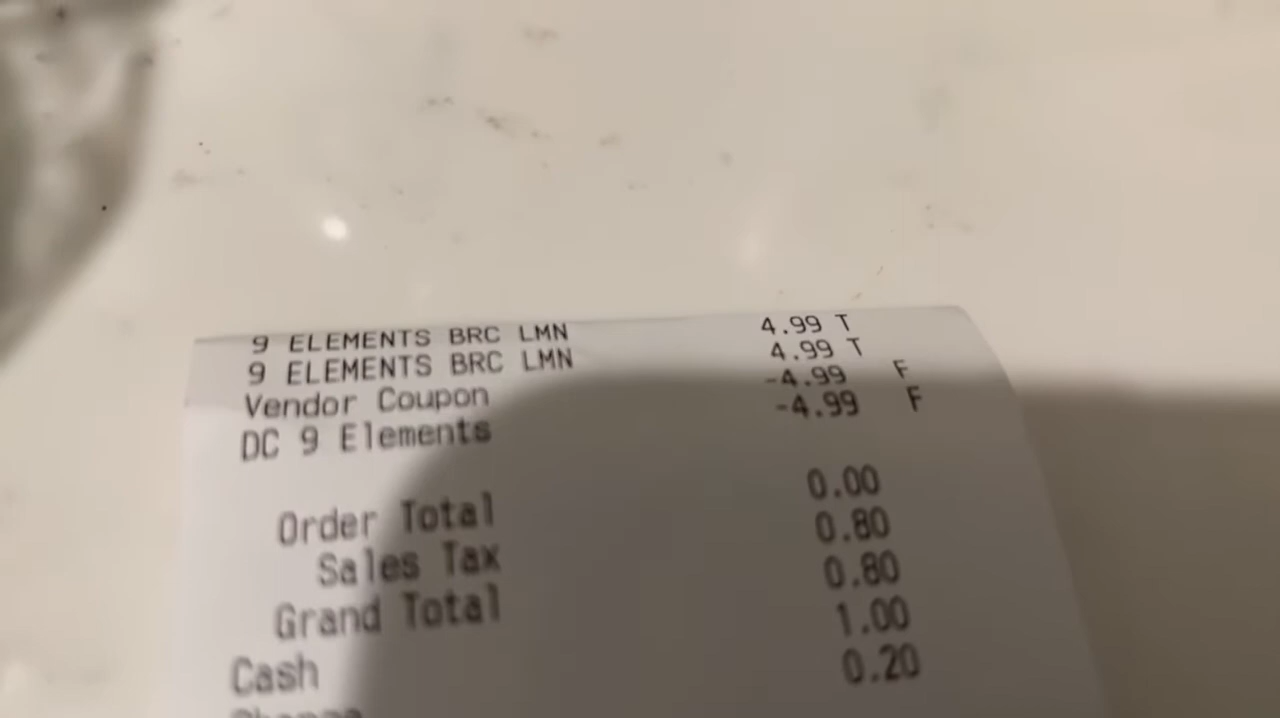 9 ELEMENTS BRC LMN 4.99 T
9 ELEMENTS BRC LMN 4.99 T
Vendor Coupon -4.99 F
DC 9 Elements -4.99 F
Order Total 0.00
Sales Tax 0.80
Grand Total 0.80
Cash 1.00
Change 0.20